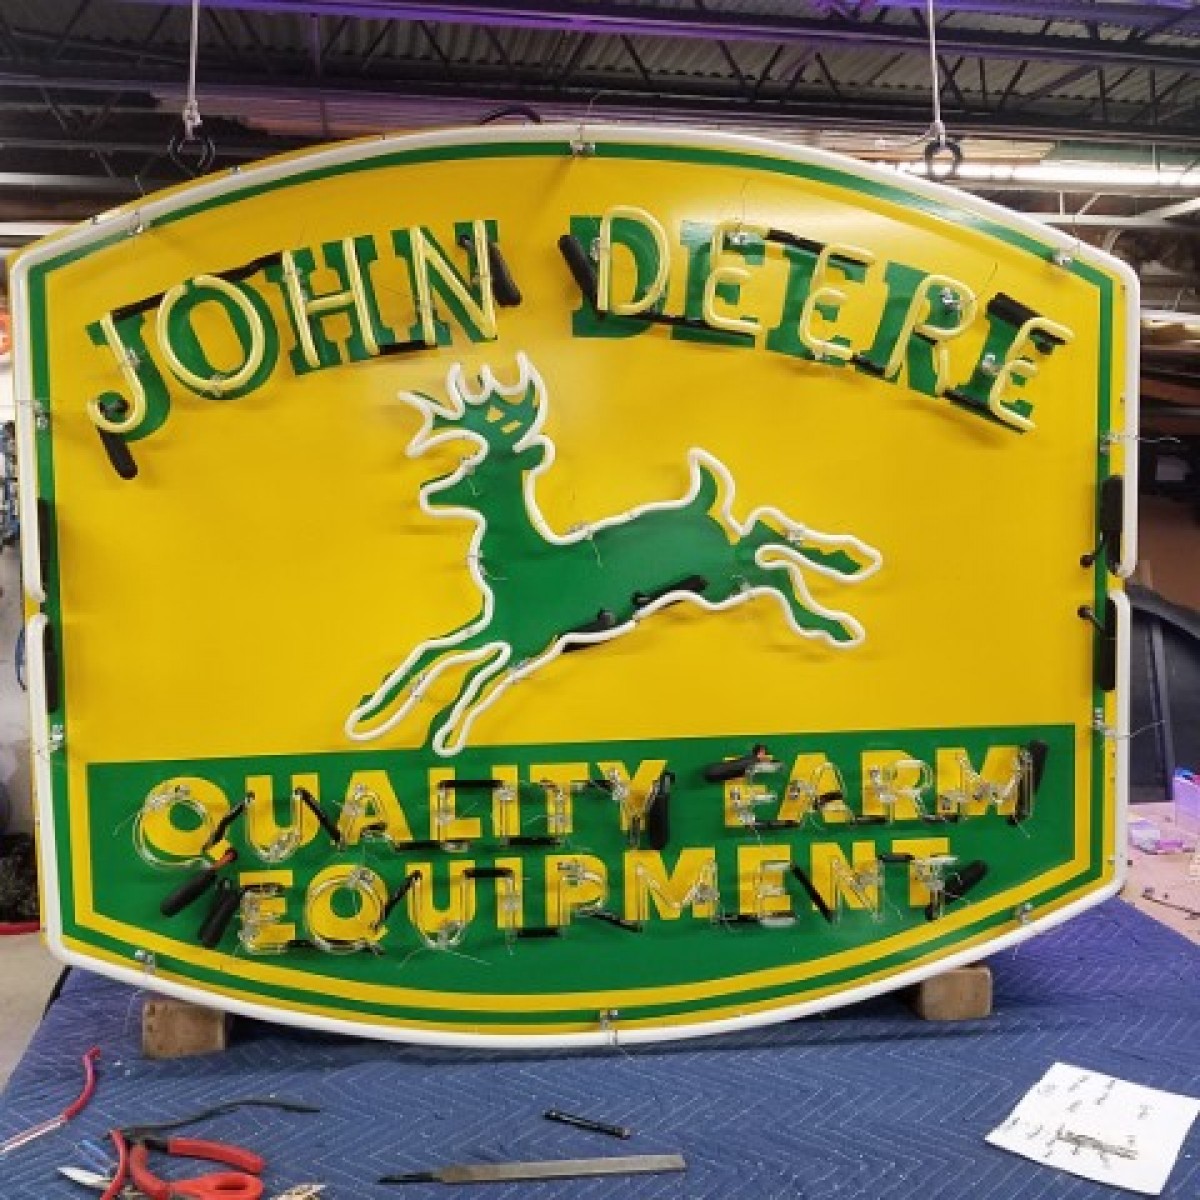 JOHN DEERE
QUALITY FARM
EQUIPMENT